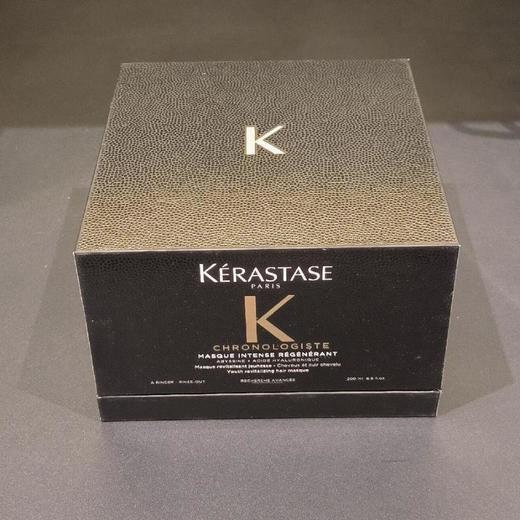 K
KÉRASTASE
PARIS
K
CHRONOLOGISTE
MASQUE INTENSE RÉGÉNÉRANT
ABYSSINE + ACIDE HYALURONIQUE
Masque revitalisant jeunesse - Cheveux et cuir chevelu
Youth revitalizing hair masque
À RINCER - RINSE-OUT
RECHERCHE AVANCÉE
200 ml 6.8 fl.oz.